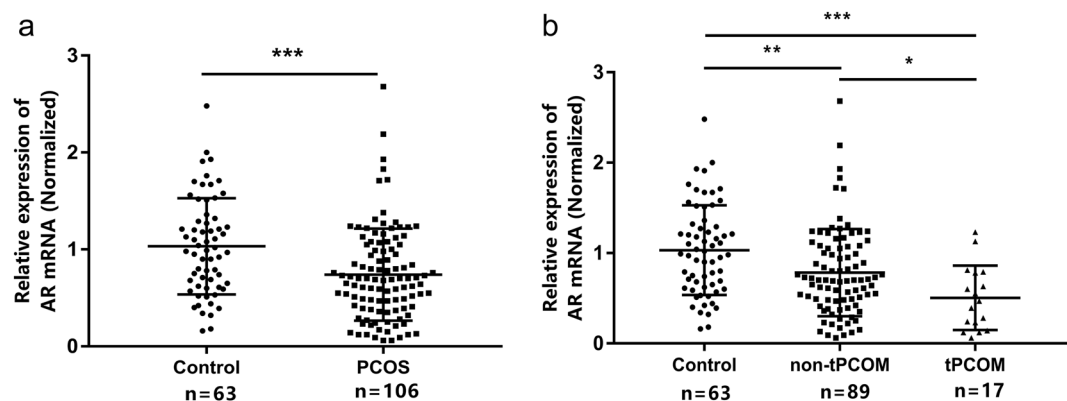 a
***
3
2
1
0
Relative expression of
AR mRNA (Normalized)
Control
PCOS
n=63
n=106
b
***
**
*
3
2
1
0
Relative expression of
AR mRNA (Normalized)
Control
non-tPCOM
tPCOM
n=63
n=89
n=17